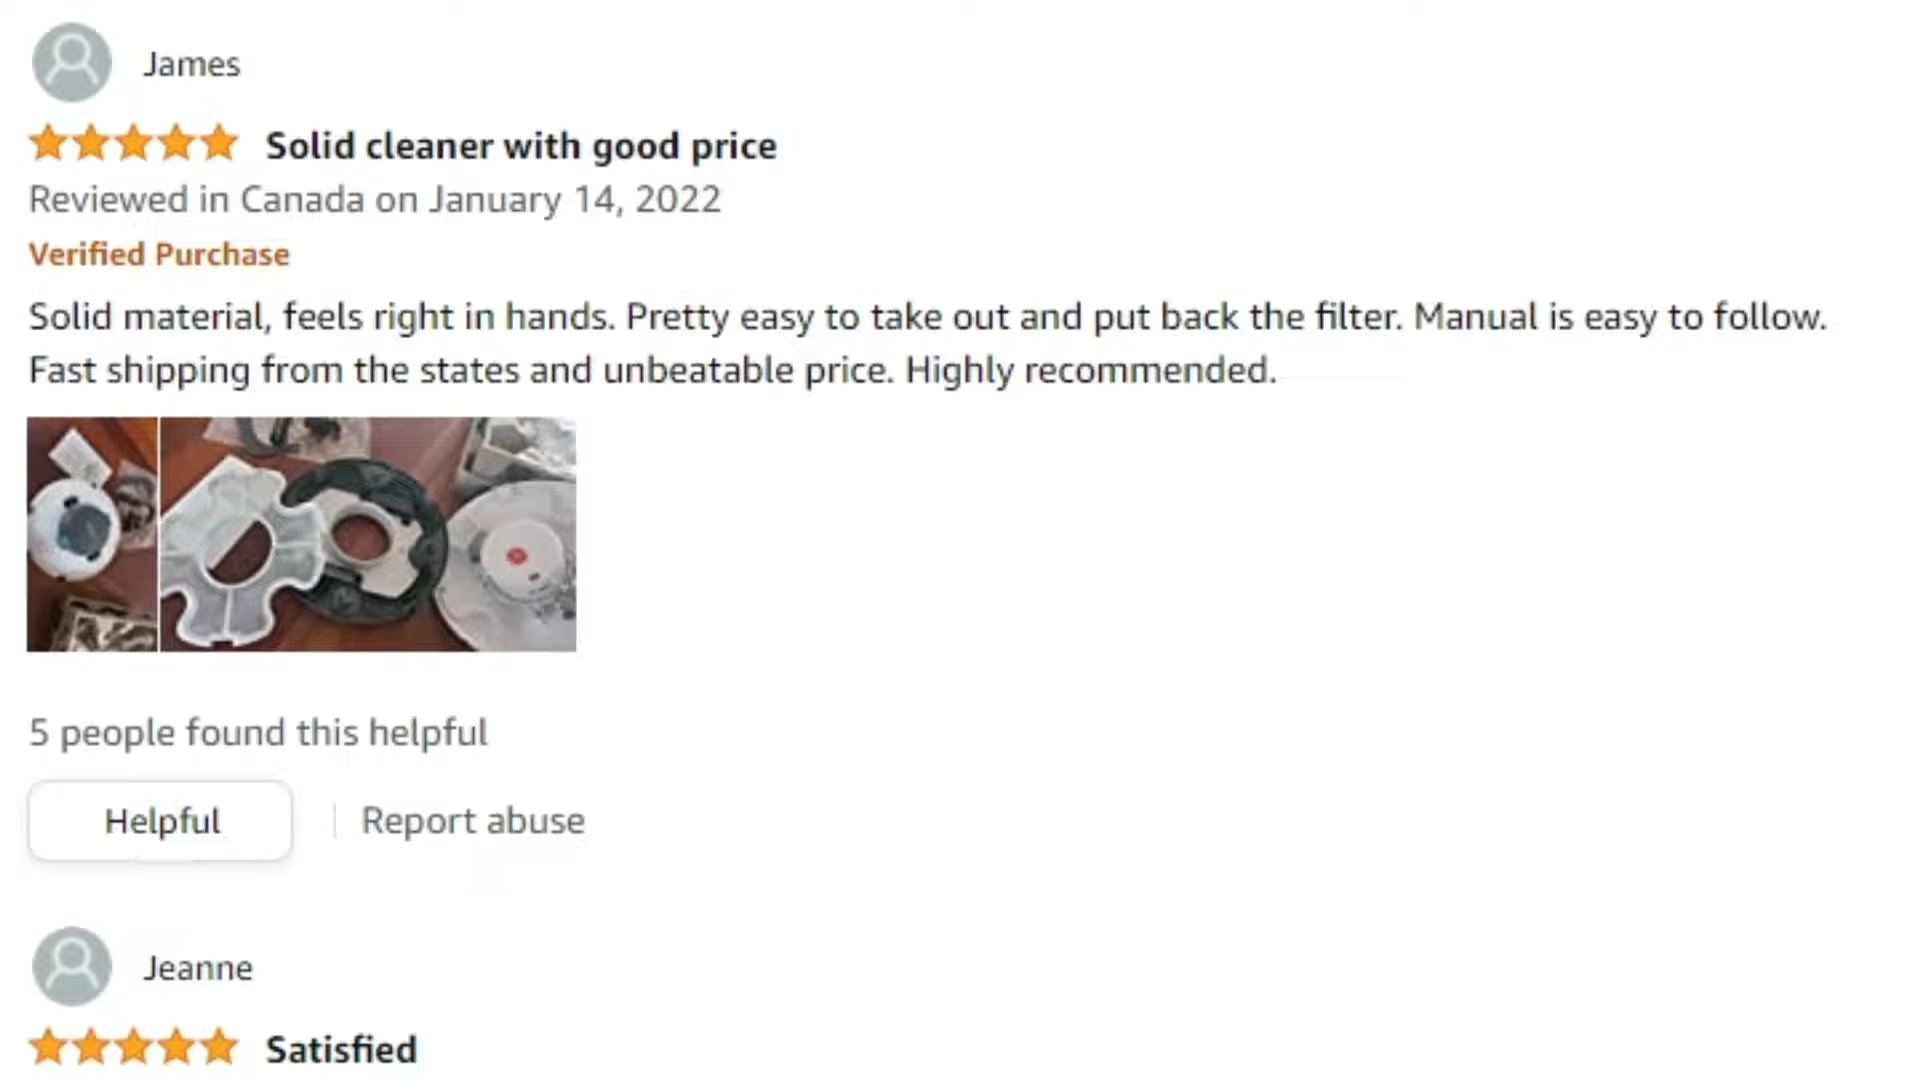 James
Solid cleaner with good price
Reviewed in Canada on January 14, 2022
Verified Purchase
Solid material, feels right in hands. Pretty easy to take out and put back the filter. Manual is easy to follow.
Fast shipping from the states and unbeatable price. Highly recommended.
5 people found this helpful
Helpful
Report abuse
Jeanne
Satisfied